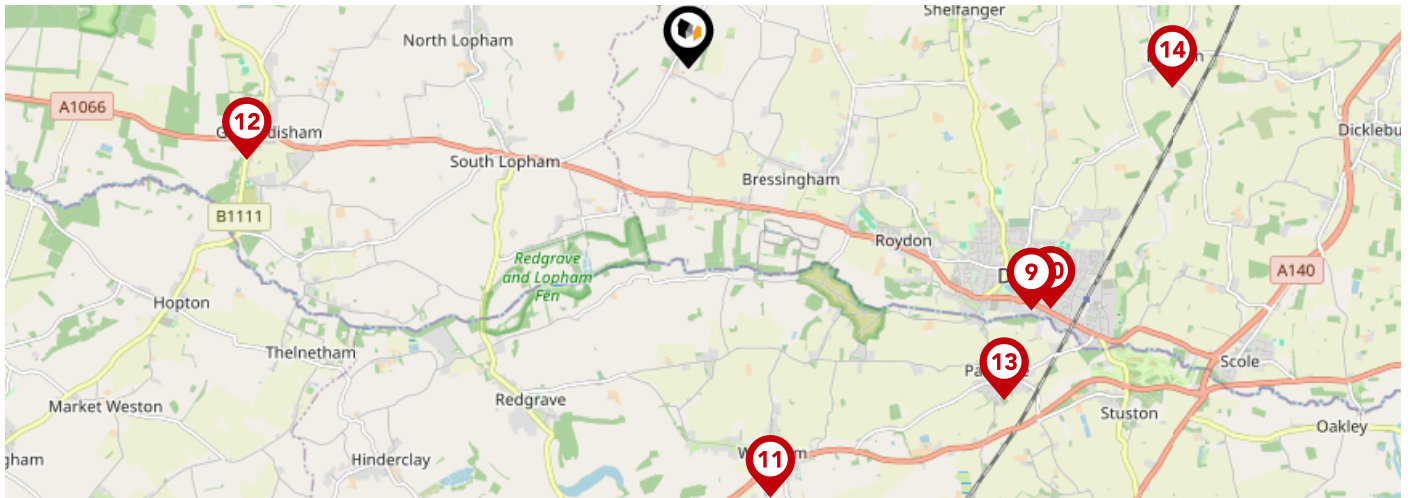 Shelfanger
North Lopham
14
A1066
12
Dicklebu
South Lopham
Bressingham
B1111
Roydon
Redgrave
and Lopham
Fen
9
A140
Hopton
Thelnetham
13
Scole
Market Weston
Redgrave
Stuston
Oakley
gham
Hinderclay
11